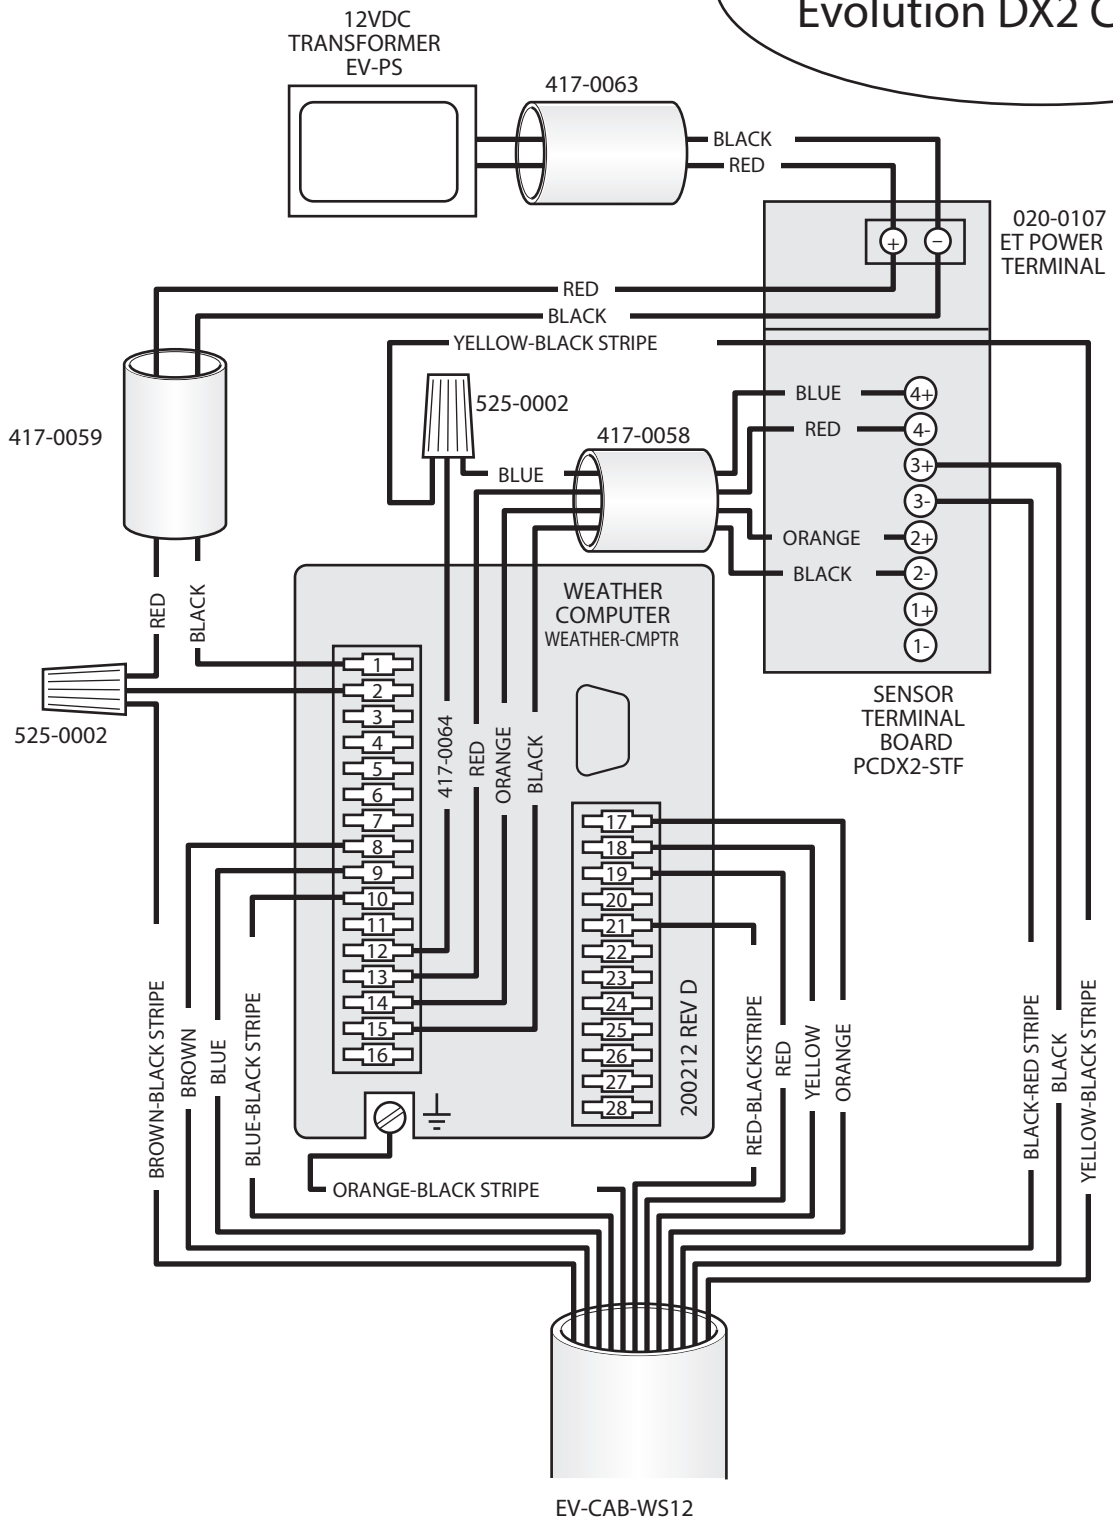 Evolution DX2 C
12VDC
TRANSFORMER
EV-PS
417-0063
BLACK
RED
020-0107
ET POWER
TERMINAL
+
−
RED
BLACK
YELLOW-BLACK STRIPE
417-0059
525-0002
417-0058
BLUE
BLUE
RED
4+
4-
3+
3-
2+
2-
1+
1-
ORANGE
BLACK
SENSOR
TERMINAL
BOARD
PCDX2-STF
RED
BLACK
525-0002
WEATHER
COMPUTER
WEATHER-CMPTR
1
2
3
4
5
6
7
8
9
10
11
12
13
14
15
16
417-0064
RED
ORANGE
BLACK
17
18
19
20
21
22
23
24
25
26
27
28
200212 REV D
BROWN-BLACK STRIPE
BROWN
BLUE
BLUE-BLACK STRIPE
ORANGE-BLACK STRIPE
RED-BLACKSTRIPE
RED
YELLOW
ORANGE
BLACK-RED STRIPE
BLACK
YELLOW-BLACK STRIPE
EV-CAB-WS12